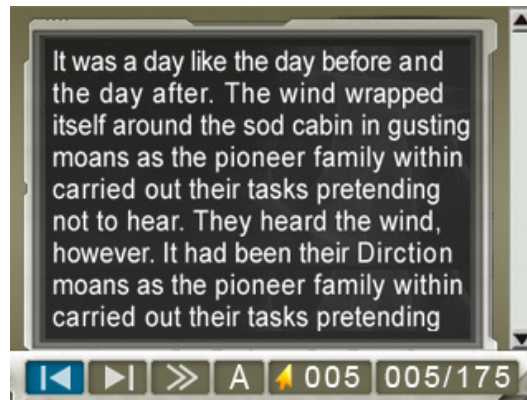 It was a day like the day before and
the day after. The wind wrapped
itself around the sod cabin in gusting
moans as the pioneer family within
carried out their tasks pretending
not to hear. They heard the wind,
however. It had been their Dirction
moans as the pioneer family within
carried out their tasks pretending
A 005 005/175